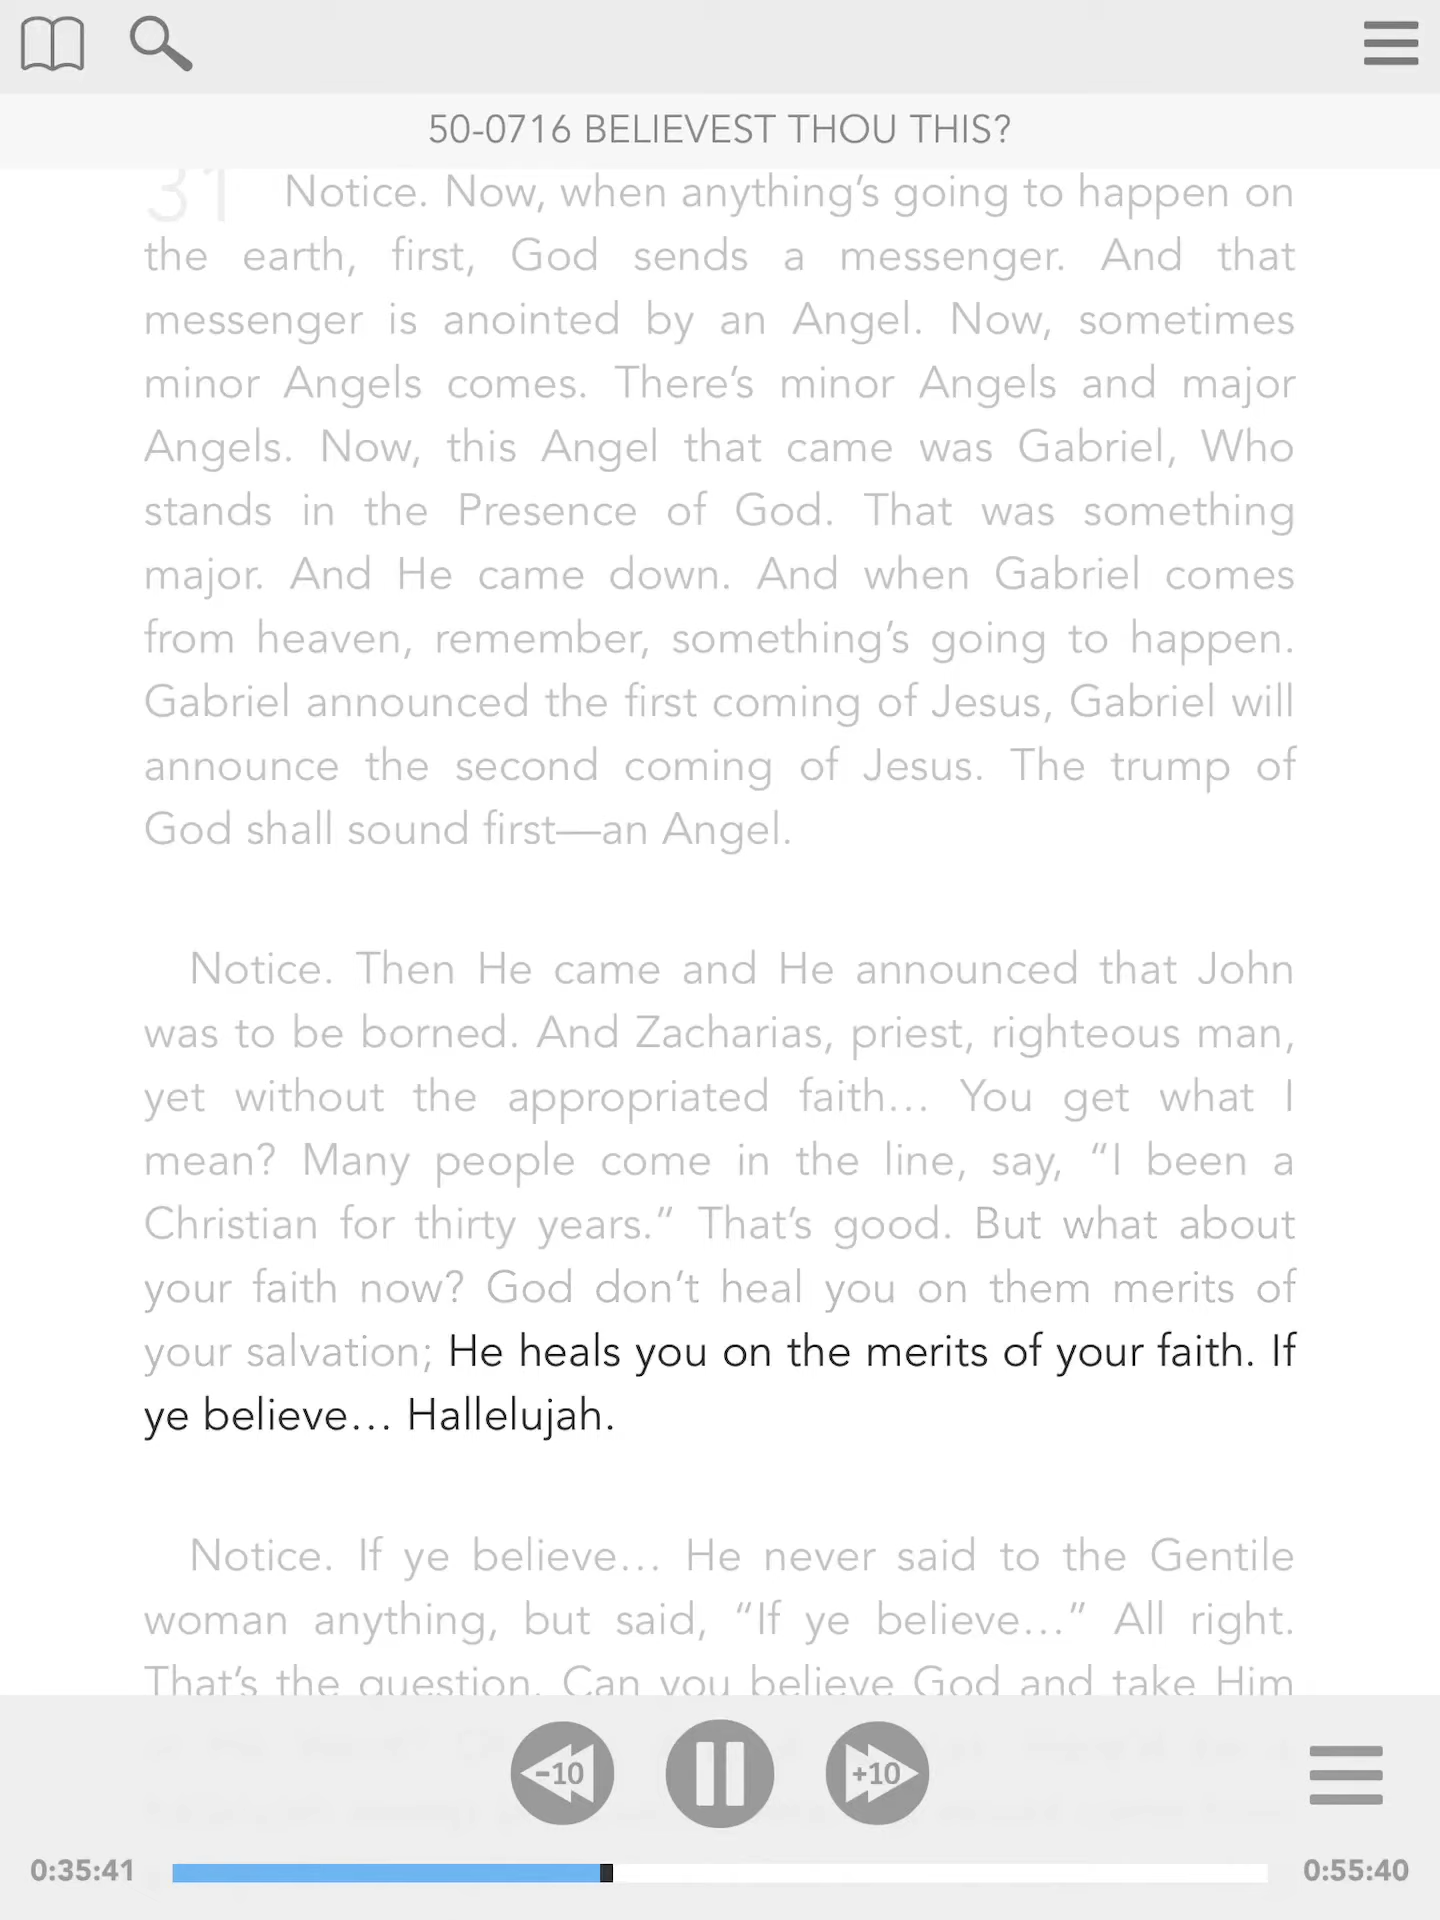 50-0716 BELIEVEST THOU THIS?
31 Notice. Now, when anything’s going to happen on
the earth, first, God sends a messenger. And that
messenger is anointed by an Angel. Now, sometimes
minor Angels comes. There’s minor Angels and major
Angels. Now, this Angel that came was Gabriel, Who
stands in the Presence of God. That was something
major. And He came down. And when Gabriel comes
from heaven, remember, something’s going to happen.
Gabriel announced the first coming of Jesus, Gabriel will
announce the second coming of Jesus. The trump of
God shall sound first—an Angel.
Notice. Then He came and He announced that John
was to be borned. And Zacharias, priest, righteous man,
yet without the appropriated faith… You get what I
mean? Many people come in the line, say, “I been a
Christian for thirty years.” That’s good. But what about
your faith now? God don’t heal you on them merits of
your salvation; He heals you on the merits of your faith. If
ye believe… Hallelujah.
Notice. If ye believe… He never said to the Gentile
woman anything, but said, “If ye believe…” All right.
That’s the question. Can you believe God and take Him
-10 +10
0:35:41 0:55:40